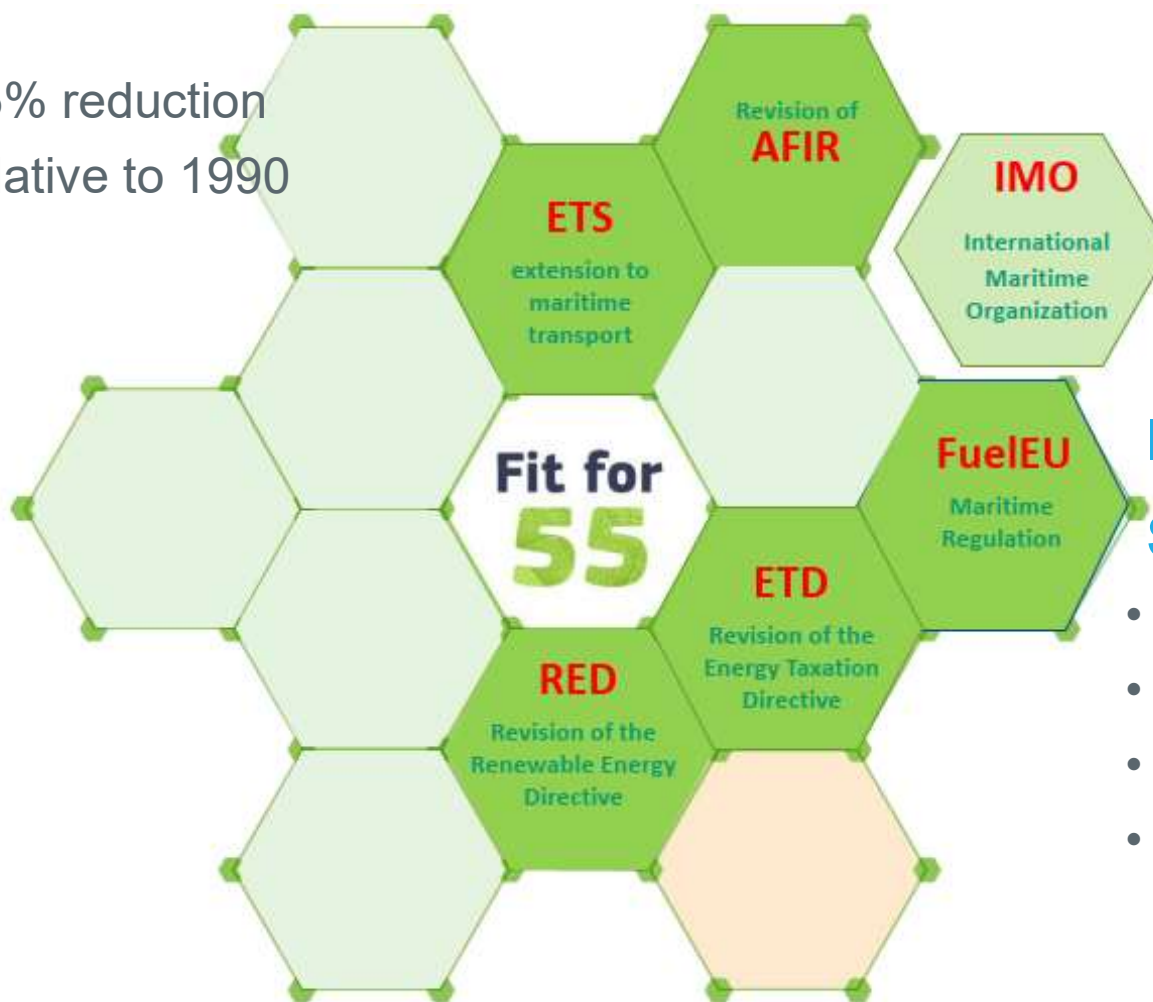 % reduction
ative to 1990
Revision of
AFIR
IMO
International
Maritime
Organization
ETS
extension to
maritime
transport
Fit for
55
FuelEU
Maritime
Regulation
ETD
Revision of the
Energy Taxation
Directive
RED
Revision of the
Renewable Energy
Directive